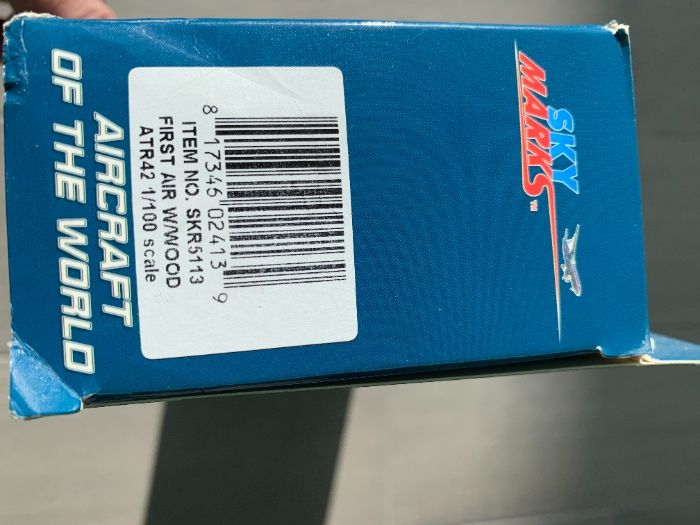 SKY
MARKS™
8 17346 02413 9
ITEM NO. SKR5113
FIRST AIR W/WOOD
ATR42 1/100 scale
AIRCRAFT
OF THE WORLD